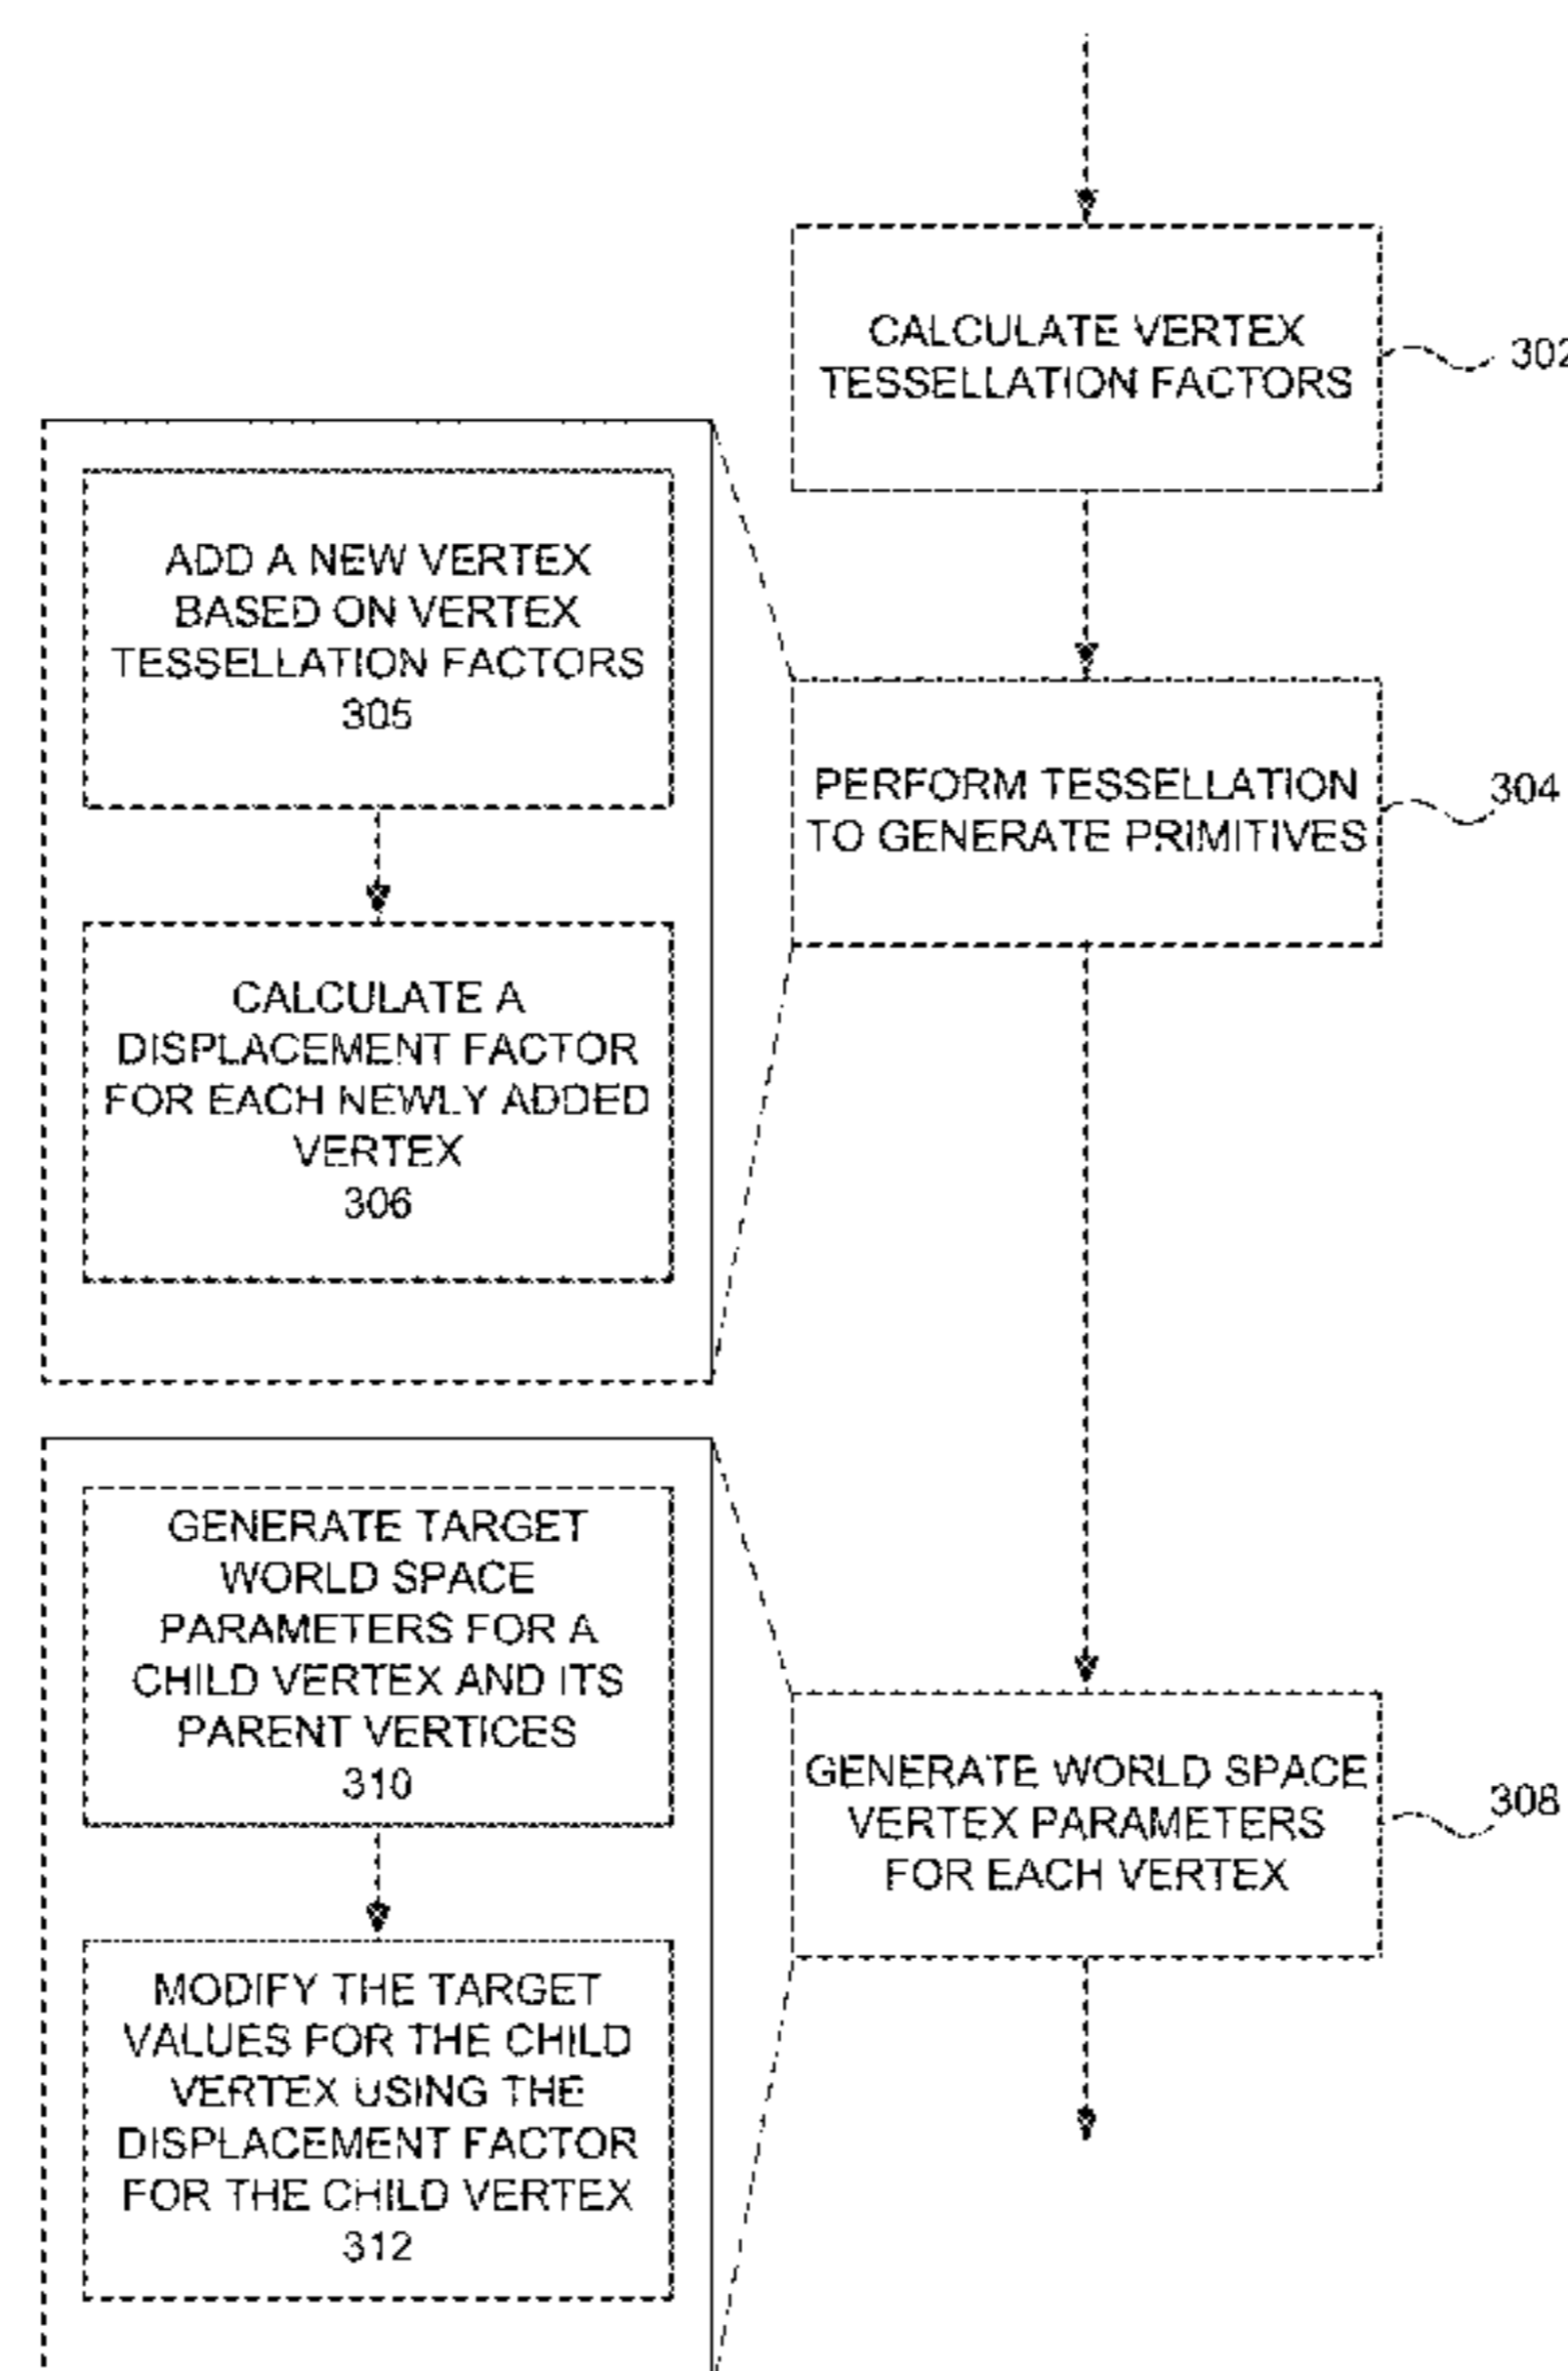 CALCULATE VERTEX
TESSELLATION FACTORS
302
ADD A NEW VERTEX
BASED ON VERTEX
TESSELLATION FACTORS
305
CALCULATE A
DISPLACEMENT FACTOR
FOR EACH NEWLY ADDED
VERTEX
306
PERFORM TESSELLATION
TO GENERATE PRIMITIVES
304
GENERATE TARGET
WORLD SPACE
PARAMETERS FOR A
CHILD VERTEX AND ITS
PARENT VERTICES
310
MODIFY THE TARGET
VALUES FOR THE CHILD
VERTEX USING THE
DISPLACEMENT FACTOR
FOR THE CHILD VERTEX
312
GENERATE WORLD SPACE
VERTEX PARAMETERS
FOR EACH VERTEX
308